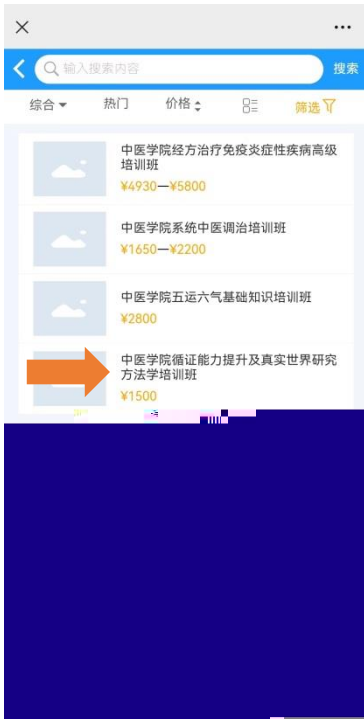 输入搜索内容
搜索
综合 热门 价格 筛选
中医学院经方治疗免疫炎症性疾病高级
培训班
¥4930—¥5800
中医学院系统中医调治培训班
¥1650—¥2200
中医学院五运六气基础知识培训班
¥2800
中医学院循证能力提升及真实世界研究
方法学培训班
¥1500